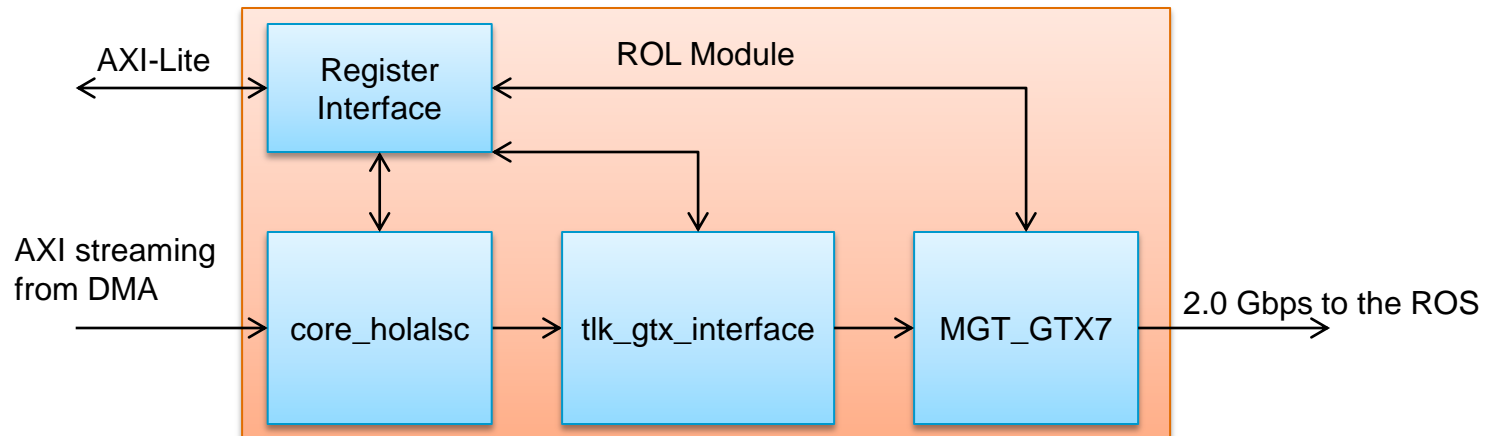 AXI-Lite
Register
Interface
ROL Module
AXI streaming
from DMA
core_holalsc
tlk_gtx_interface
MGT_GTX7
2.0 Gbps to the ROS